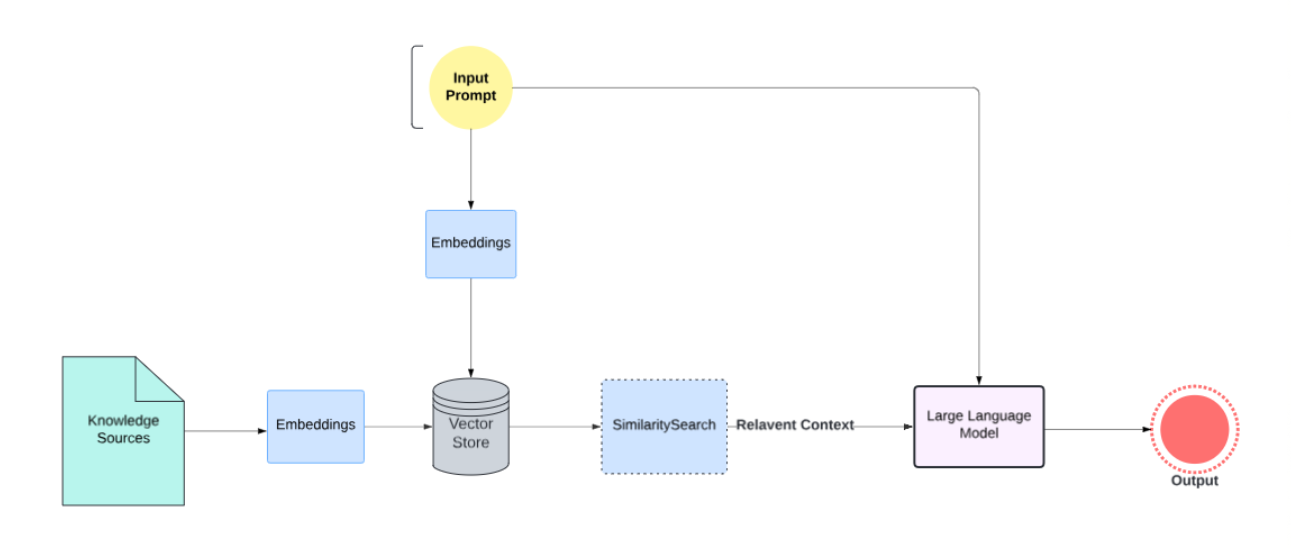 Input
Prompt
Embeddings
Knowledge
Sources
Embeddings
Vector
Store
SimilaritySearch
Relavent Context
Large Language
Model
Output